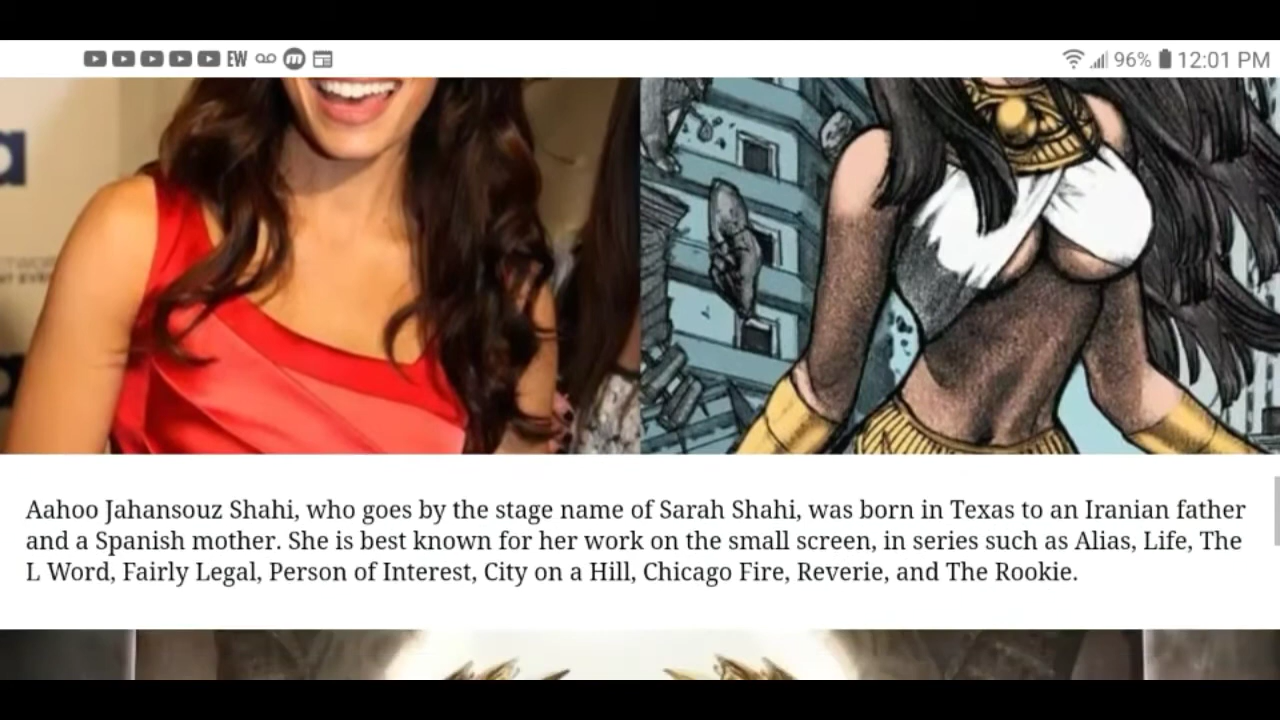 EW
m
96% 12:01 PM
a
Aahoo Jahansouz Shahi, who goes by the stage name of Sarah Shahi, was born in Texas to an Iranian father
and a Spanish mother. She is best known for her work on the small screen, in series such as Alias, Life, The
L Word, Fairly Legal, Person of Interest, City on a Hill, Chicago Fire, Reverie, and The Rookie.